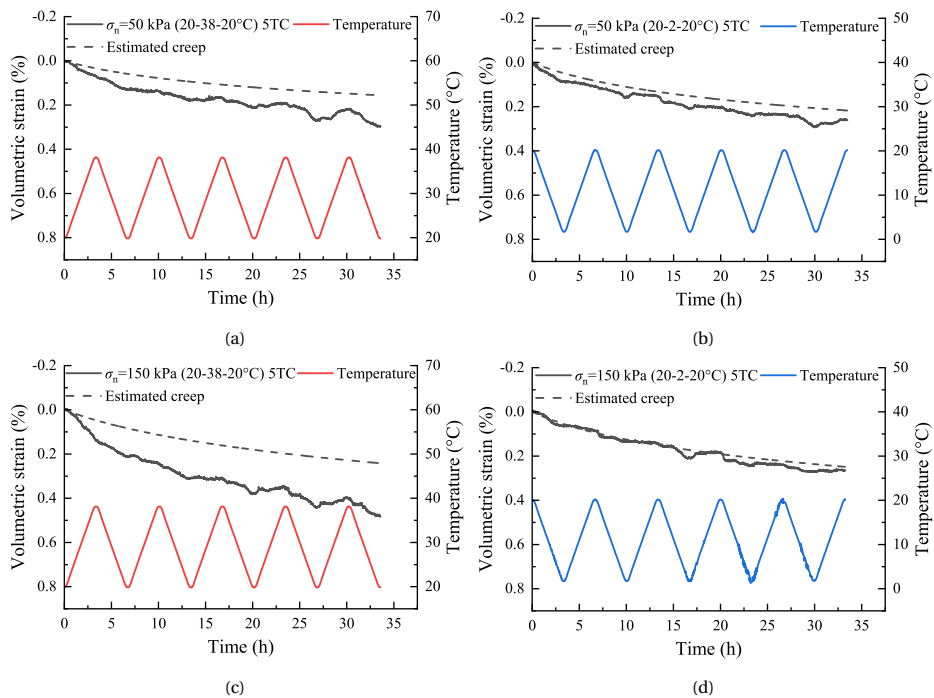 σn=50 kPa (20-38-20°C) 5TC
Temperature
Estimated creep
Volumetric strain (%)
-0.2
0.0
0.2
0.4
0.6
0.8
Temperature (°C)
70
60
50
40
30
20
0 5 10 15 20 25 30 35
Time (h)
(a)
σn=50 kPa (20-2-20°C) 5TC
Temperature
Estimated creep
Volumetric strain (%)
-0.2
0.0
0.2
0.4
0.6
0.8
Temperature (°C)
50
40
30
20
10
0
0 5 10 15 20 25 30 35
Time (h)
(b)
σn=150 kPa (20-38-20°C) 5TC
Temperature
Estimated creep
Volumetric strain (%)
-0.2
0.0
0.2
0.4
0.6
0.8
Temperature (°C)
70
60
50
40
30
20
0 5 10 15 20 25 30 35
Time (h)
(c)
σn=150 kPa (20-2-20°C) 5TC
Temperature
Estimated creep
Volumetric strain (%)
-0.2
0.0
0.2
0.4
0.6
0.8
Temperature (°C)
50
40
30
20
10
0
0 5 10 15 20 25 30 35
Time (h)
(d)